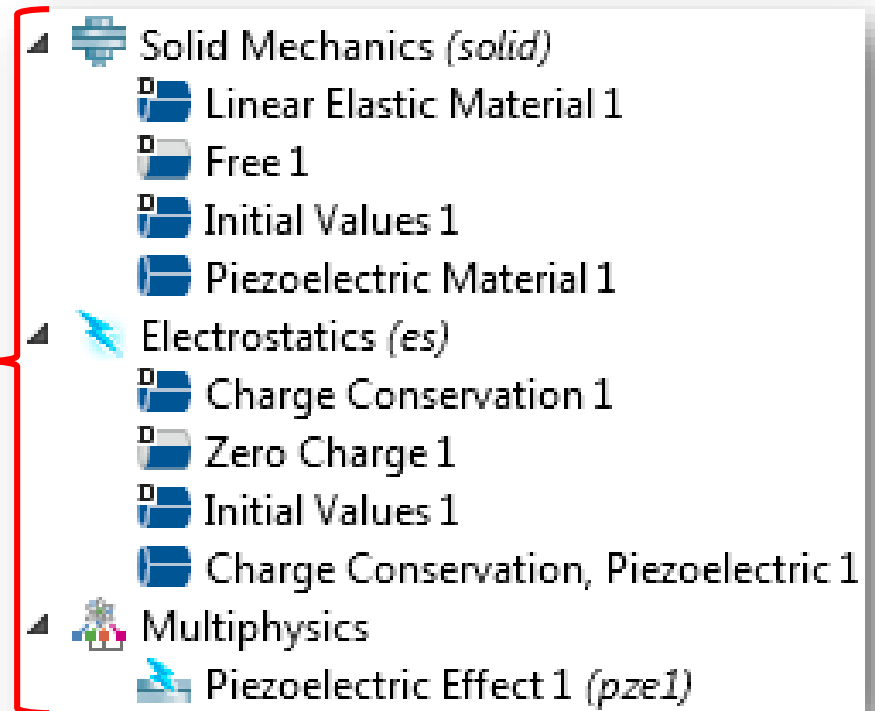 Solid Mechanics (solid)
D Linear Elastic Material 1
D Free 1
D Initial Values 1
Piezoelectric Material 1
Electrostatics (es)
D Charge Conservation 1
D Zero Charge 1
D Initial Values 1
Charge Conservation, Piezoelectric 1
Multiphysics
Piezoelectric Effect 1 (pze1)